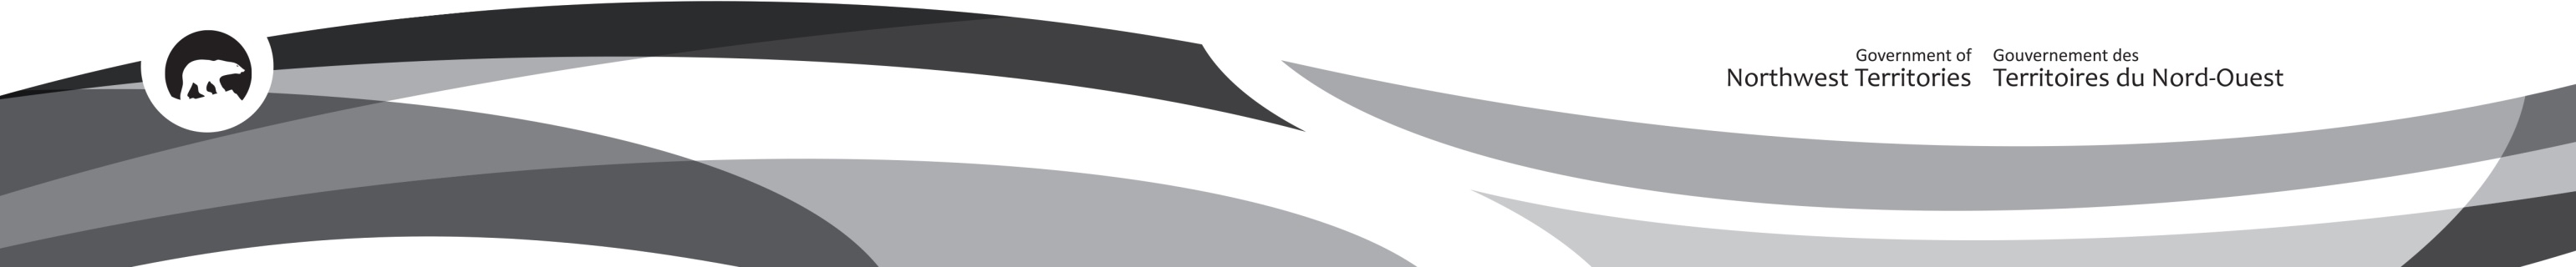 Government of
Northwest Territories
Gouvernement des
Territoires du Nord-Ouest